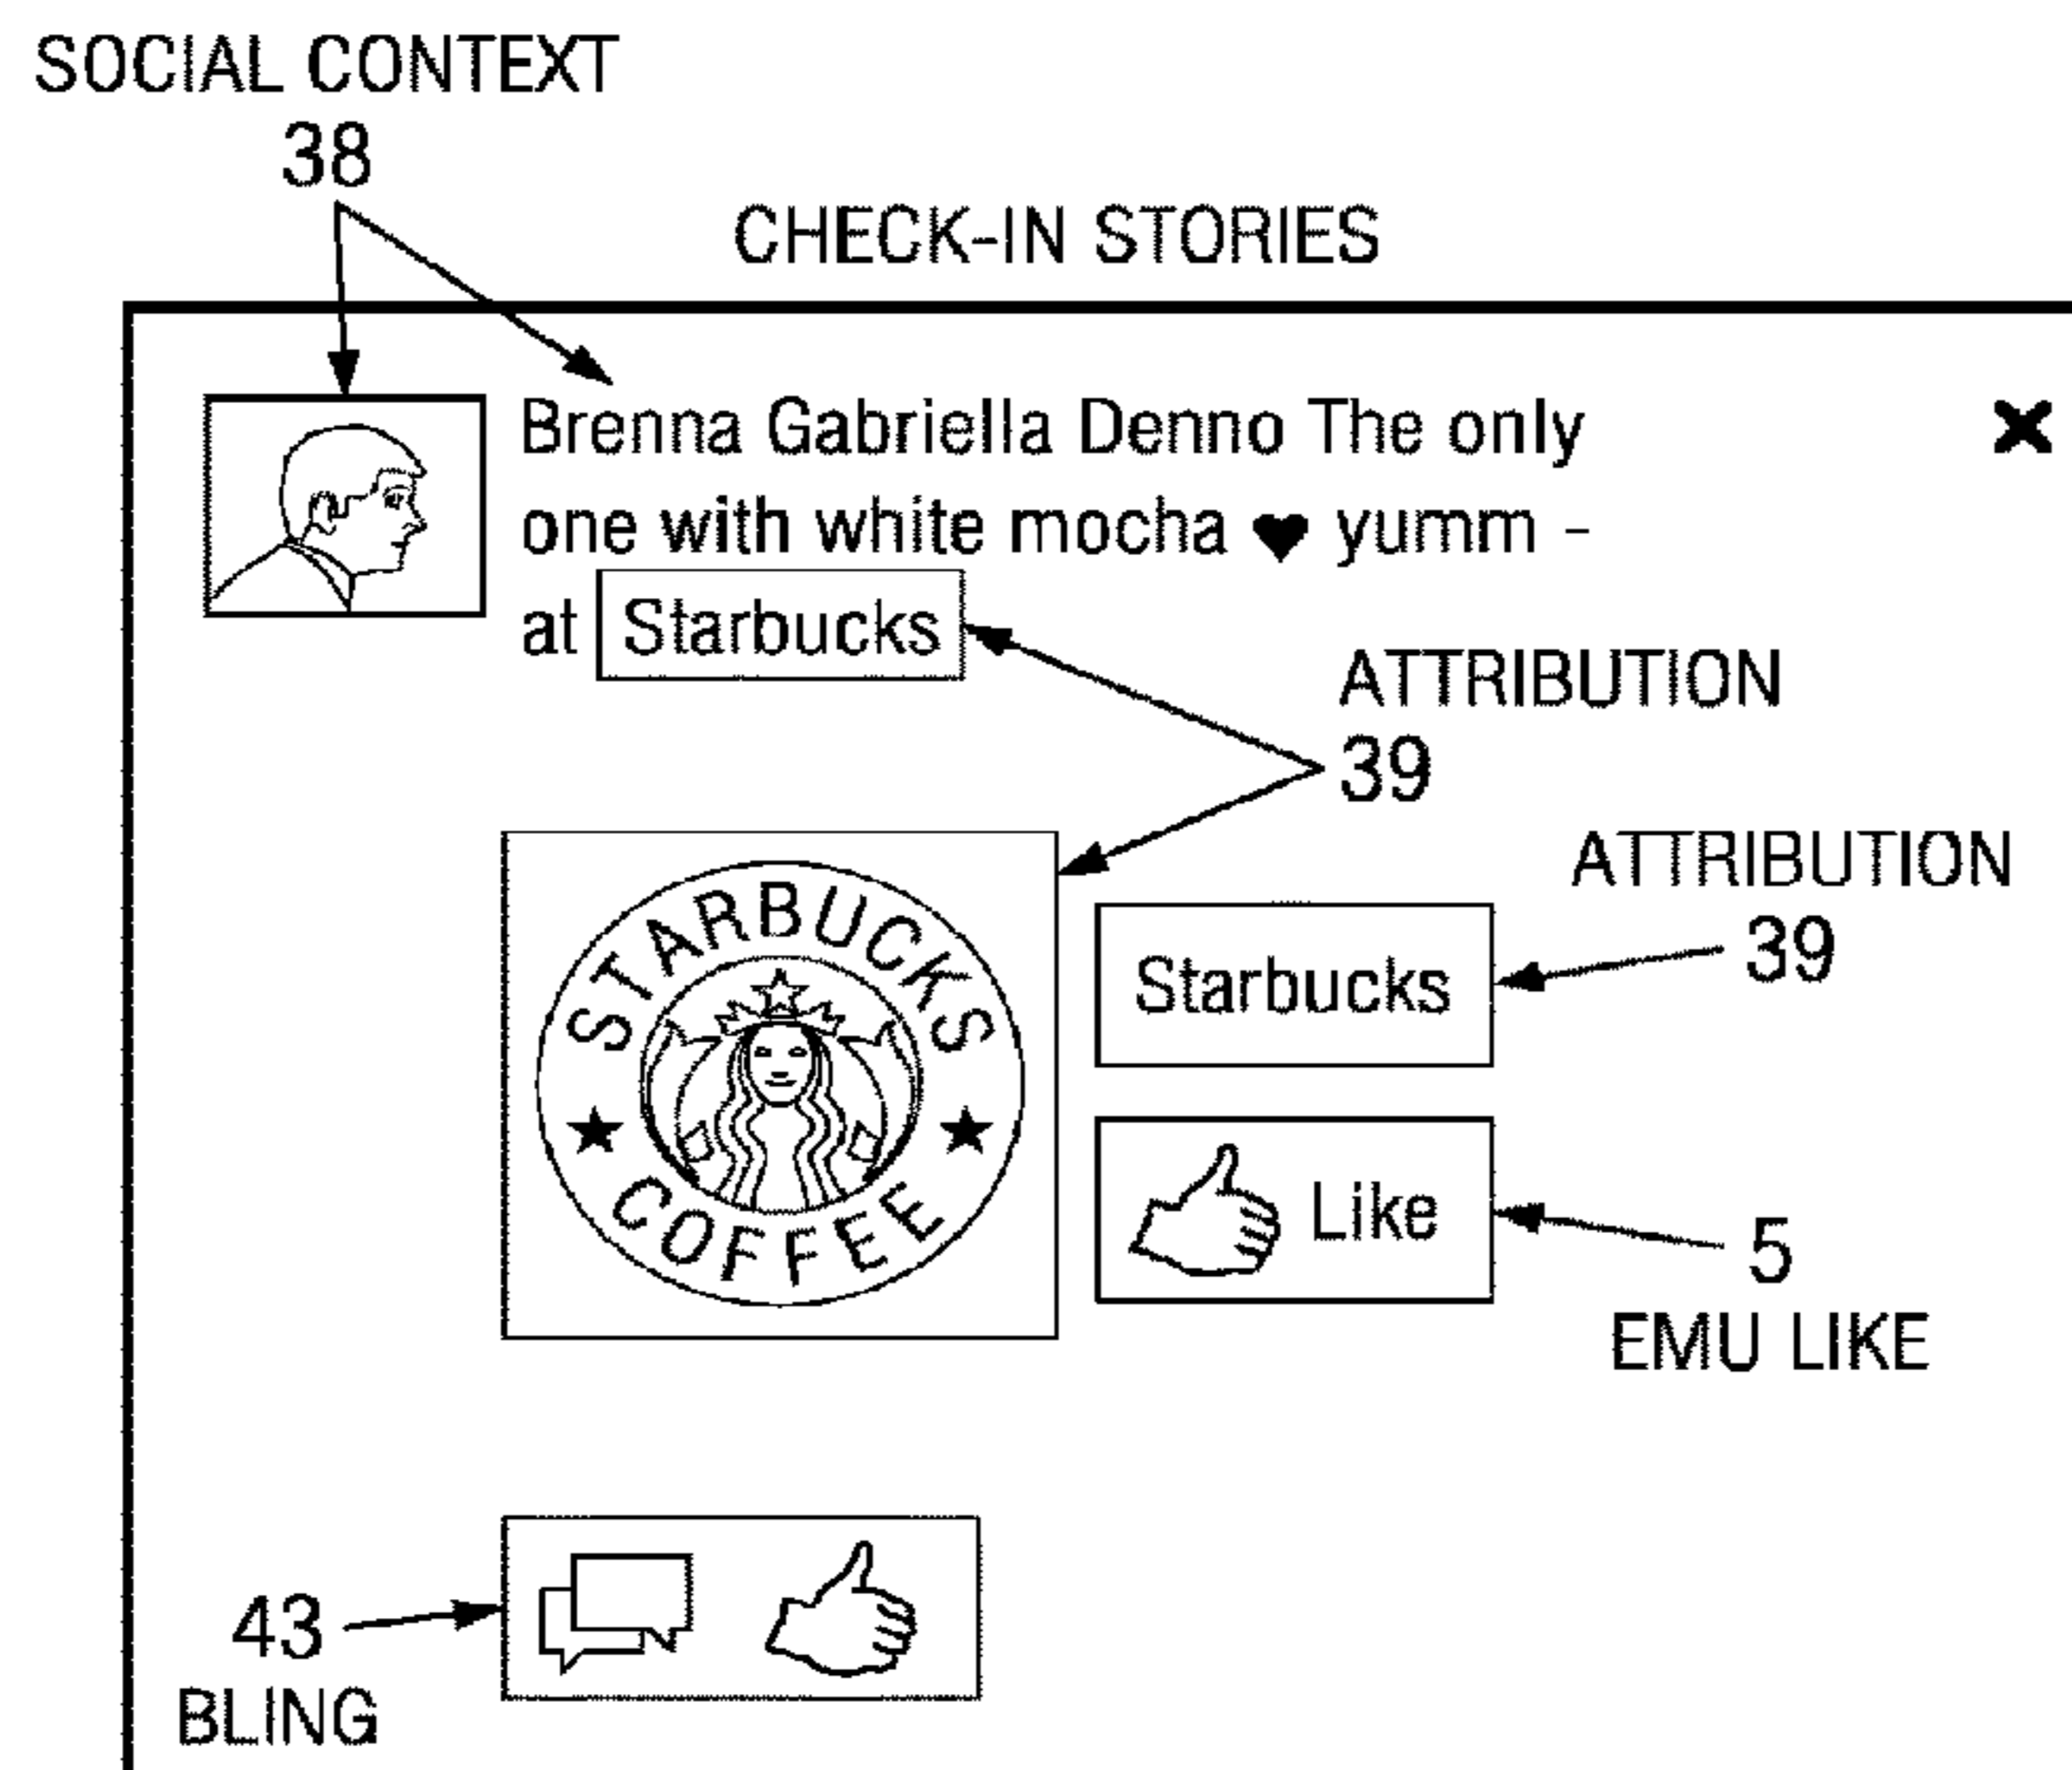 SOCIAL CONTEXT
38
CHECK-IN STORIES
Brenna Gabriella Denno The only
one with white mocha ♥ yumm -
at Starbucks
ATTRIBUTION
39
STARBUCKS
COFFEE
ATTRIBUTION
39
Starbucks
Like
5
EMU LIKE
43
BLING